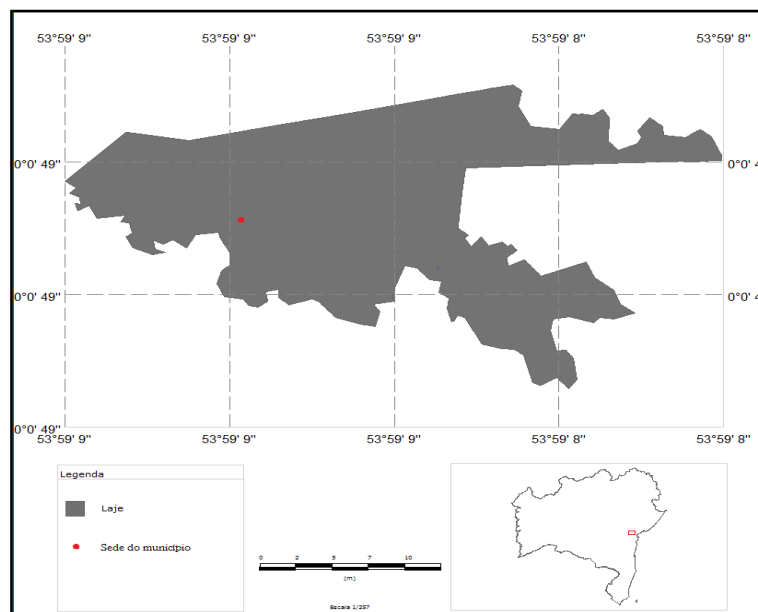 53°59' 9" 53°59' 9" 53°59' 9" 53°59' 8" 53°59' 8"
0°0' 49" 0°0' 4
0°0' 49" 0°0' 4
0°0' 49"
53°59' 9" 53°59' 9" 53°59' 9" 53°59' 8" 53°59' 8"
Legenda
Laje
Sede do município
0 2 5 7 10
(m)
Escala 1/257